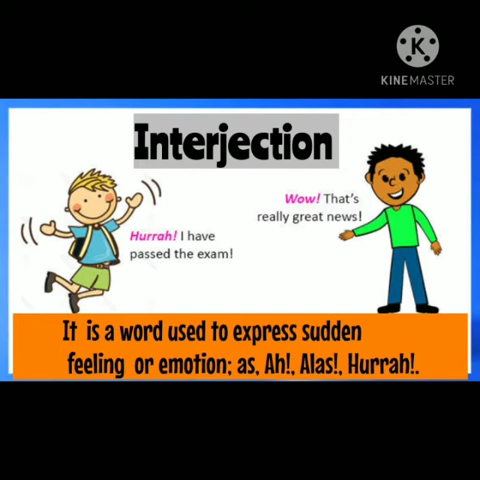 K
KINEMASTER
Interjection
Hurrah! I have
passed the exam!
Wow! That's
really great news!
It is a word used to express sudden
feeling or emotion; as, Ah!, Alas!, Hurrah!.